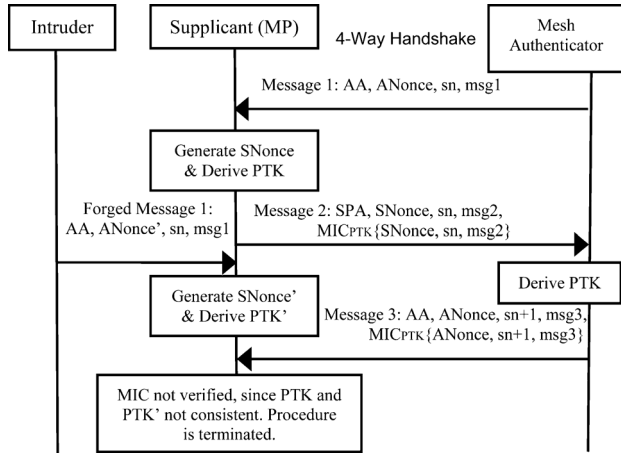 Intruder
Supplicant (MP)
4-Way Handshake
Mesh
Authenticator
Message 1: AA, ANonce, sn, msg1
Generate SNonce
& Derive PTK
Forged Message 1:
AA, ANonce’, sn, msg1
Message 2: SPA, SNonce, sn, msg2,
MICPTK{SNonce, sn, msg2}
Derive PTK
Generate SNonce’
& Derive PTK’
Message 3: AA, ANonce, sn+1, msg3,
MICPTK{ANonce, sn+1, msg3}
MIC not verified, since PTK and
PTK’ not consistent. Procedure
is terminated.